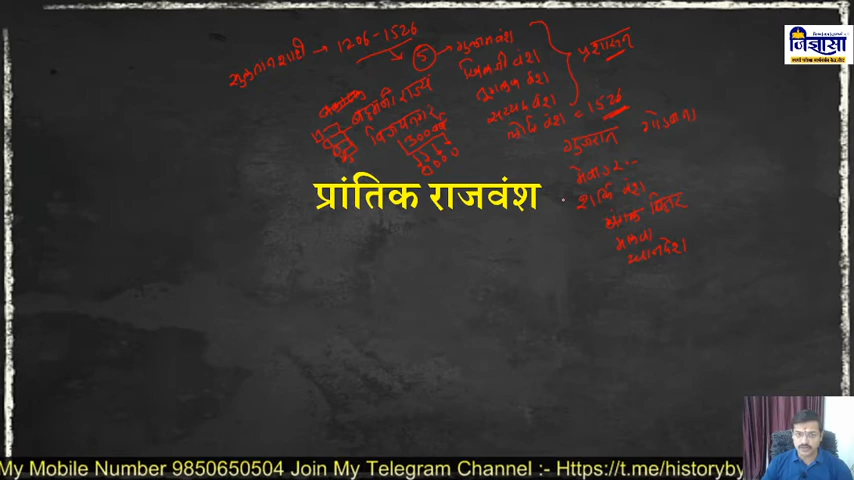 सुलतानशाही → 1206-1526
5 → गुलामवंश
खिलजी वंश
तुघलक वंश
सय्यद वंश
लोदी वंश = 1526
प्रशासन
बहमनी राज्य
विजयनगर
गुजरात गोंडवाना
मेवाड
शर्की वंश
बिहार
माळवा
खानदेश
प्रांतिक राजवंश
जिज्ञासा
My Mobile Number 9850650504 Join My Telegram Channel :- Https://t.me/historyby